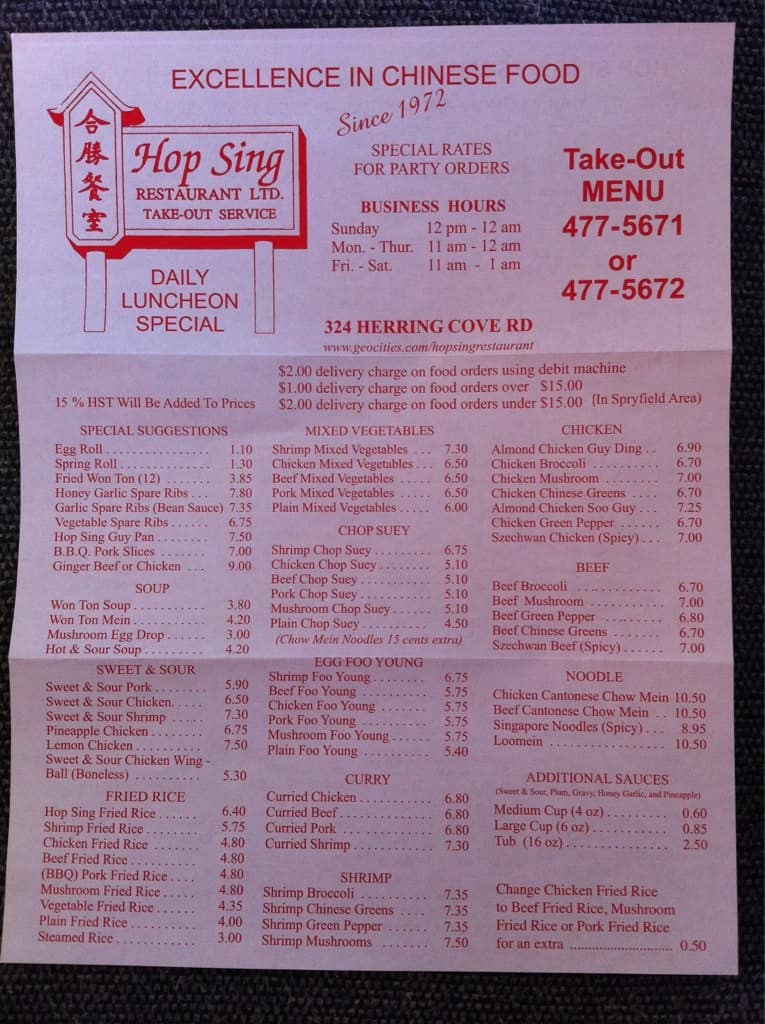 EXCELLENCE IN CHINESE FOOD
Since 1972
合勝餐室
Hop Sing
RESTAURANT LTD.
TAKE-OUT SERVICE
DAILY
LUNCHEON
SPECIAL
SPECIAL RATES
FOR PARTY ORDERS
BUSINESS HOURS
Sunday 12 pm - 12 am
Mon. - Thur. 11 am - 12 am
Fri. - Sat. 11 am - 1 am
Take-Out
MENU
477-5671
or
477-5672
324 HERRING COVE RD
www.geocities.com/hopsingrestaurant
15 % HST Will Be Added To Prices
$2.00 delivery charge on food orders using debit machine
$1.00 delivery charge on food orders over $15.00
$2.00 delivery charge on food orders under $15.00 (In Spryfield Area)
SPECIAL SUGGESTIONS
Egg Roll . . . . . . . . . . . . . . . . 1.10
Spring Roll . . . . . . . . . . . . . . 1.30
Fried Won Ton (12) . . . . . . . . 3.85
Honey Garlic Spare Ribs . . . 7.80
Garlic Spare Ribs (Bean Sauce) 7.35
Vegetable Spare Ribs . . . . . . 6.75
Hop Sing Guy Pan . . . . . . . . 7.50
B.B.Q. Pork Slices . . . . . . . 7.00
Ginger Beef or Chicken . . . 9.00
SOUP
Won Ton Soup . . . . . . . . . . 3.80
Won Ton Mein . . . . . . . . . . 4.20
Mushroom Egg Drop . . . . . . 3.00
Hot & Sour Soup . . . . . . . . . 4.20
SWEET & SOUR
Sweet & Sour Pork . . . . . . . . 5.90
Sweet & Sour Chicken. . . . . 6.50
Sweet & Sour Shrimp . . . . . 7.30
Pineapple Chicken . . . . . . . . 6.75
Lemon Chicken . . . . . . . . . . 7.50
Sweet & Sour Chicken Wing -
Ball (Boneless) . . . . . . . . . . 5.30
FRIED RICE
Hop Sing Fried Rice . . . . . . 6.40
Shrimp Fried Rice . . . . . . . . 5.75
Chicken Fried Rice . . . . . . 4.80
Beef Fried Rice . . . . . . . . . . 4.80
(BBQ) Pork Fried Rice . . . . 4.80
Mushroom Fried Rice . . . . . 4.80
Vegetable Fried Rice . . . . . . 4.35
Plain Fried Rice . . . . . . . . . . 4.00
Steamed Rice . . . . . . . . . . . . 3.00
MIXED VEGETABLES
Shrimp Mixed Vegetables . . . 7.30
Chicken Mixed Vegetables . . . 6.50
Beef Mixed Vegetables . . . . . 6.50
Pork Mixed Vegetables . . . . . 6.50
Plain Mixed Vegetables . . . . . 6.00
CHOP SUEY
Shrimp Chop Suey . . . . . . . . . 6.75
Chicken Chop Suey . . . . . . . . 5.10
Beef Chop Suey . . . . . . . . . . . 5.10
Pork Chop Suey . . . . . . . . . . . 5.10
Mushroom Chop Suey . . . . . . 5.10
Plain Chop Suey . . . . . . . . . . 4.50
(Chow Mein Noodles 15 cents extra)
EGG FOO YOUNG
Shrimp Foo Young . . . . . . . . . 6.75
Beef Foo Young . . . . . . . . . . 5.75
Chicken Foo Young . . . . . . . 5.75
Pork Foo Young . . . . . . . . . . 5.75
Mushroom Foo Young . . . . . . 5.75
Plain Foo Young . . . . . . . . . . 5.40
CURRY
Curried Chicken . . . . . . . . . . . 6.80
Curried Beef . . . . . . . . . . . . . . 6.80
Curried Pork . . . . . . . . . . . . . 6.80
Curried Shrimp . . . . . . . . . . . . 7.30
SHRIMP
Shrimp Broccoli . . . . . . . . . . 7.35
Shrimp Chinese Greens . . . . 7.35
Shrimp Green Pepper . . . . . . 7.35
Shrimp Mushrooms . . . . . . . 7.50
CHICKEN
Almond Chicken Guy Ding . . 6.90
Chicken Broccoli . . . . . . . . . . 6.70
Chicken Mushroom . . . . . . . . 7.00
Chicken Chinese Greens . . . . 6.70
Almond Chicken Soo Guy . . . 7.25
Chicken Green Pepper . . . . . . 6.70
Szechwan Chicken (Spicy) . . . 7.00
BEEF
Beef Broccoli . . . . . . . . . . . . . 6.70
Beef Mushroom . . . . . . . . . . . 7.00
Beef Green Pepper . . . . . . . . . 6.80
Beef Chinese Greens . . . . . . . 6.70
Szechwan Beef (Spicy) . . . . . . 7.00
NOODLE
Chicken Cantonese Chow Mein 10.50
Beef Cantonese Chow Mein . . 10.50
Singapore Noodles (Spicy) . . . 8.95
Loomein . . . . . . . . . . . . . . . . . 10.50
ADDITIONAL SAUCES
(Sweet & Sour, Plum, Gravy, Honey Garlic, and Pineapple)
Medium Cup (4 oz) . . . . . . . . . 0.60
Large Cup (6 oz) . . . . . . . . . . 0.85
Tub (16 oz) . . . . . . . . . . . . . . . 2.50
Change Chicken Fried Rice
to Beef Fried Rice, Mushroom
Fried Rice or Pork Fried Rice
for an extra ............................ 0.50